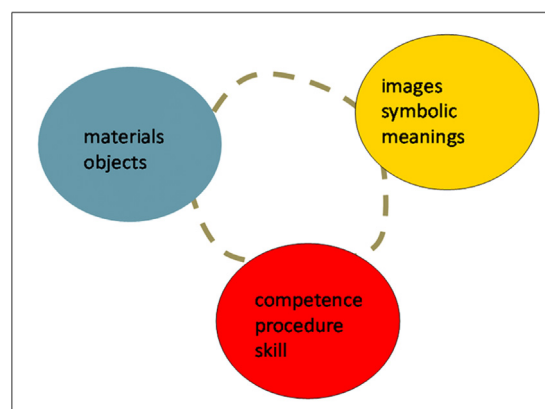 materials
objects
images
symbolic
meanings
competence
procedure
skill